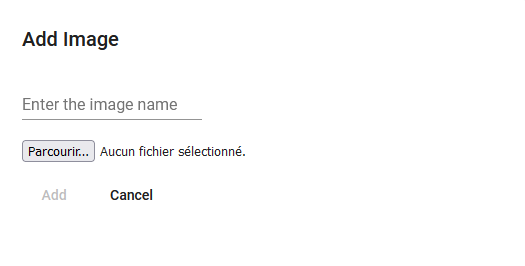 Add Image
Enter the image name
Parcourir... Aucun fichier sélectionné.
Add Cancel